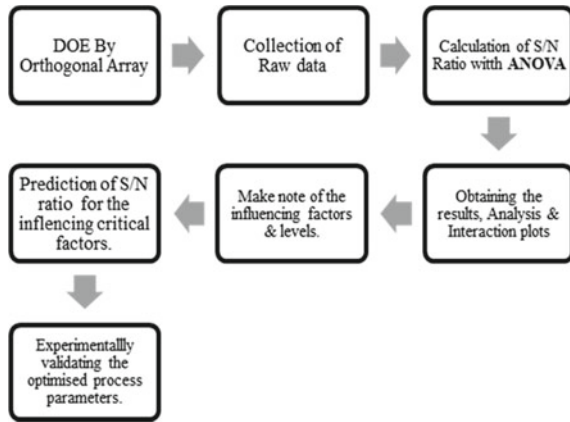 DOE By
Orthogonal Array
Collection of
Raw data
Calculation of S/N
Ratio witth ANOVA
Obtaining the
results, Analysis &
Interaction plots
Make note of the
influencing factors
& levels.
Prediction of S/N
ratio for the
inflencing critical
factors.
Experimentallly
validating the
optimised process
parameters.